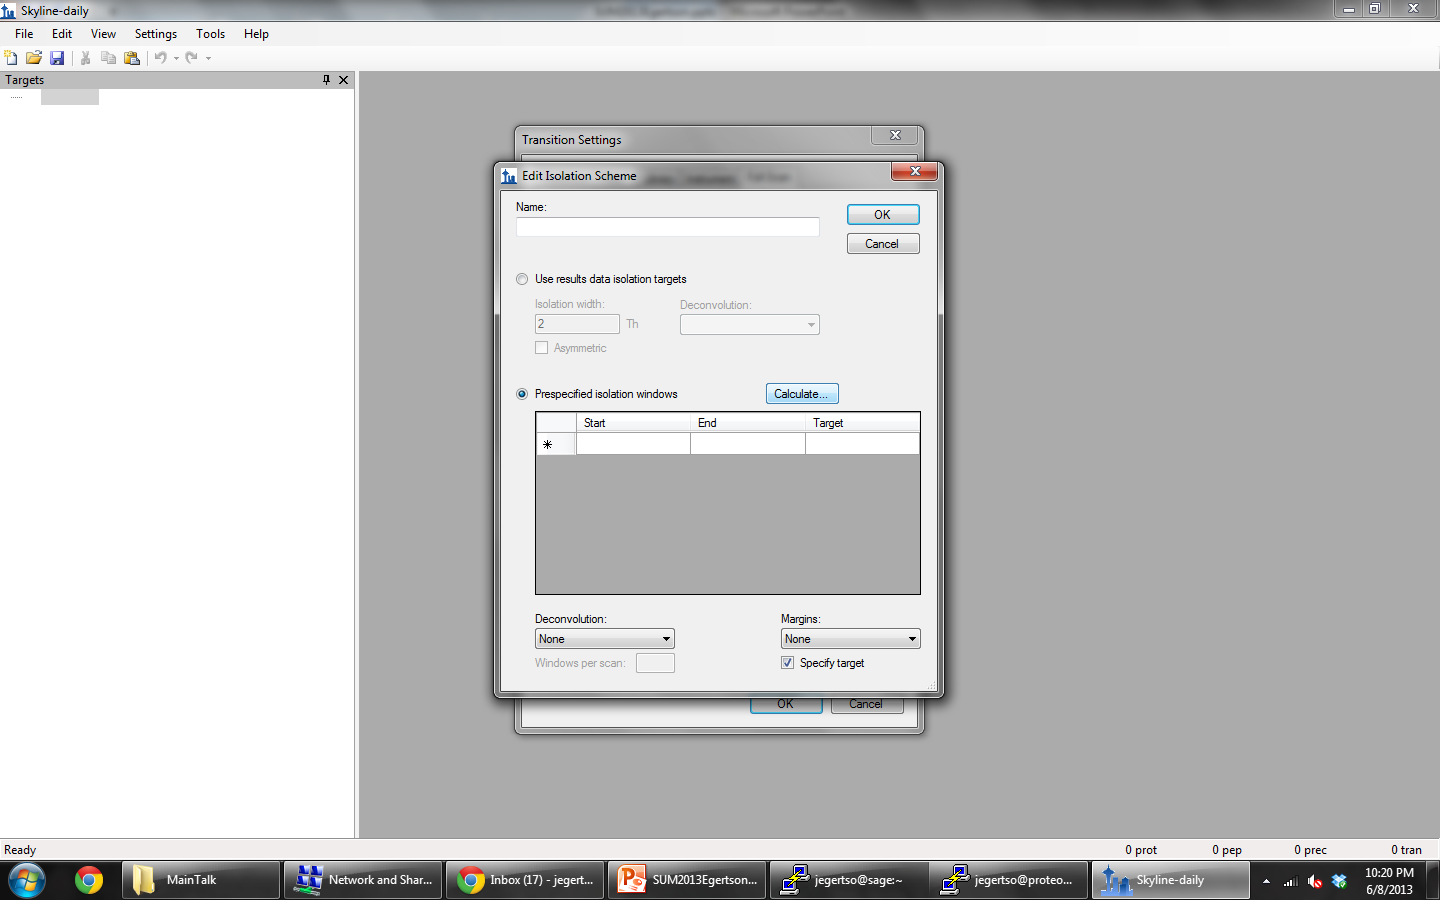 Skyline-daily
File Edit View Settings Tools Help
Targets
Transition Settings
Edit Isolation Scheme
Name:
OK
Cancel
Use results data isolation targets
Isolation width: Deconvolution:
2 Th
Asymmetric
Prespecified isolation windows Calculate...
Start End Target
Deconvolution: Margins:
None None
Windows per scan: Specify target
OK Cancel
Ready 0 prot 0 pep 0 prec 0 tran
MainTalk Network and Shar... Inbox (17) - jegert... SUM2013Egertson... jegertso@sage:~ jegertso@proteo... Skyline-daily 10:20 PM
6/8/2013